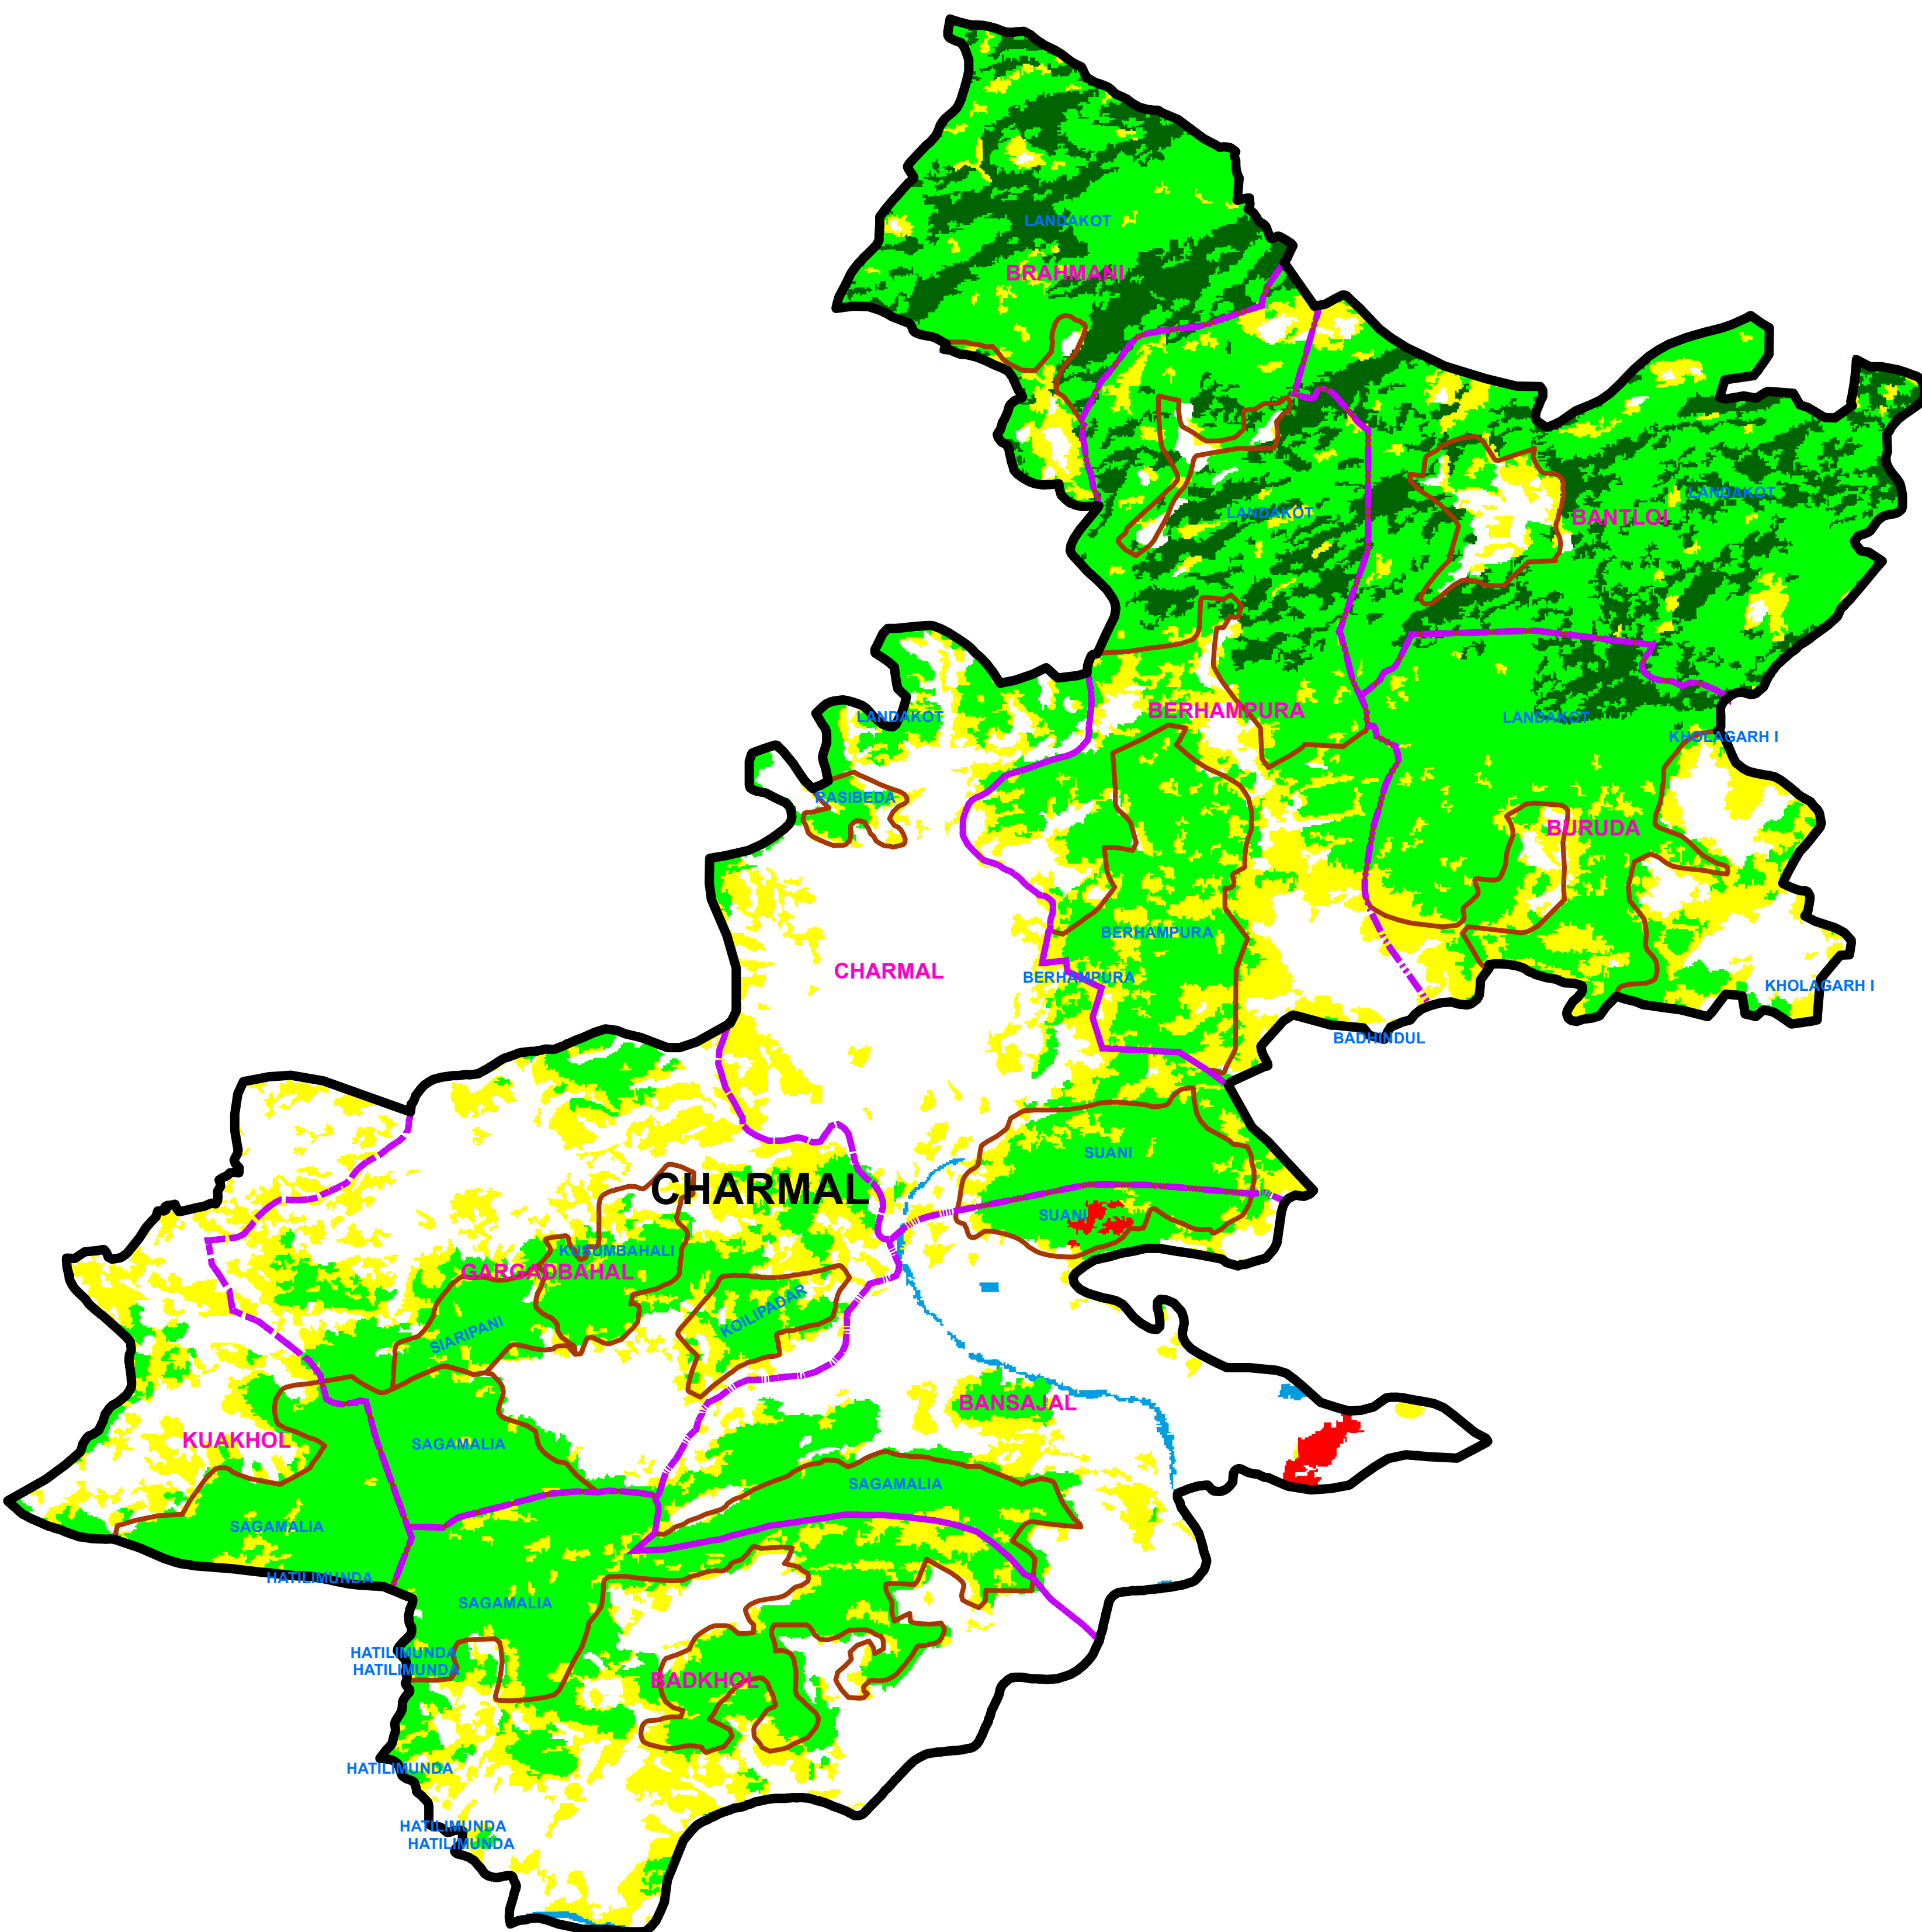 LANDAKOT
BRAHMANI
LANDAKOT
LANDAKOT
BANTLOI
BERHAMPURA
LANDAKOT
LANDAKOT
KHOLAGARH I
RASIBEDA
BURUDA
BERHAMPURA
CHARMAL
BERHAMPURA
KHOLAGARH I
BADHINDUL
SUANI
CHARMAL
SUANI
KUSUMBAHALI
GARGADBAHAL
KOILIPADAR
SIARIPANI
BANSAJAL
KUAKHOL
SAGAMALIA
SAGAMALIA
SAGAMALIA
HATILIMUNDA
SAGAMALIA
HATILIMUNDA
HATILIMUNDA
BADKHOL
HATILIMUNDA
HATILIMUNDA
HATILIMUNDA